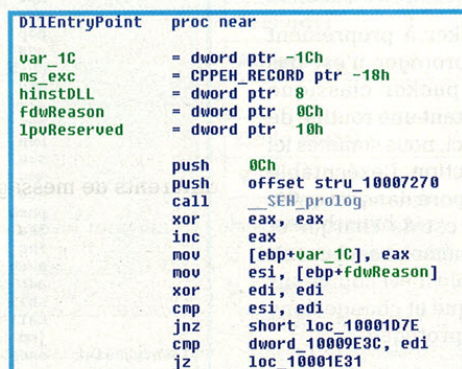 DllEntryPoint proc near
var_1C = dword ptr -1Ch
ms_exc = CPPEH_RECORD ptr -18h
hinstDLL = dword ptr 8
fdwReason = dword ptr 0Ch
lpvReserved = dword ptr 10h
push 0Ch
push offset stru_10007270
call __SEH_prolog
xor eax, eax
inc eax
mov [ebp+var_1C], eax
mov esi, [ebp+fdwReason]
xor edi, edi
cmp esi, edi
jnz short loc_10001D7E
cmp dword_10009E3C, edi
jz loc_10001E31